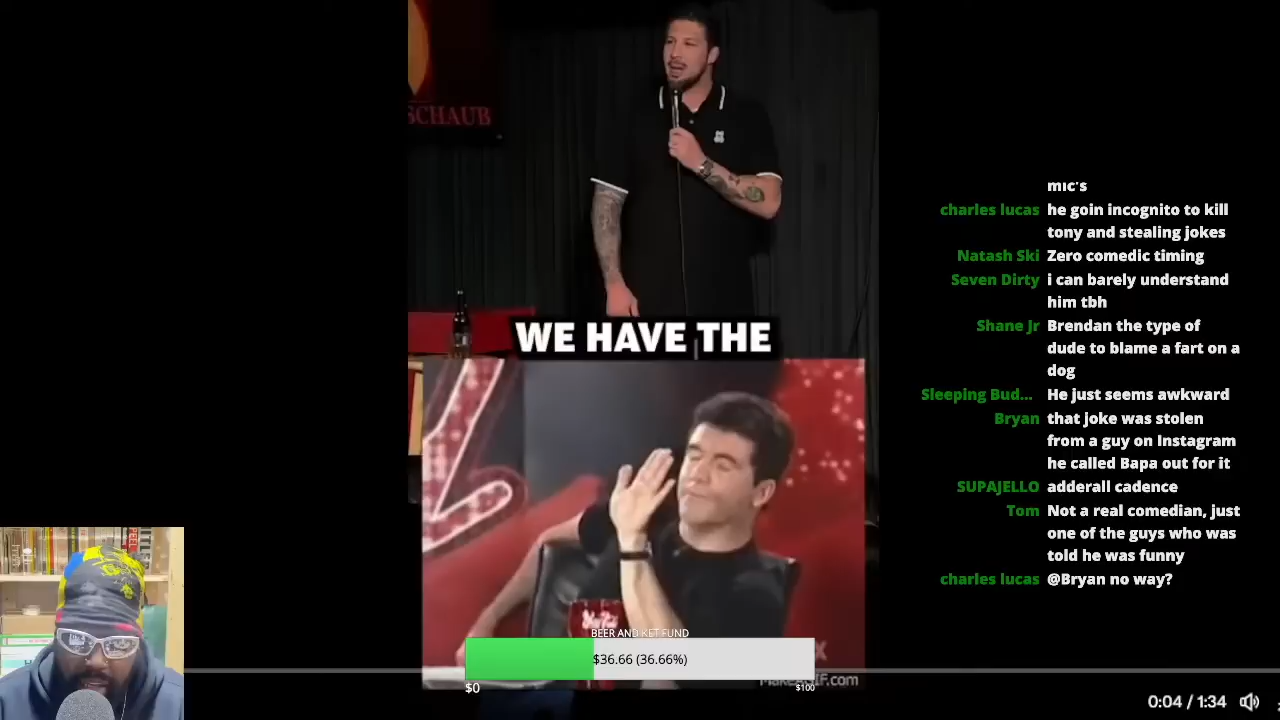 SCHAUB
WE HAVE THE
BEER AND KET FUND
$36.66 (36.66%)
$0
$100
0:04 / 1:34
mic's
charles lucas he goin incognito to kill
tony and stealing jokes
Natash Ski Zero comedic timing
Seven Dirty i can barely understand
him tbh
Shane Jr Brendan the type of
dude to blame a fart on a
dog
Sleeping Bud... He just seems awkward
Bryan that joke was stolen
from a guy on Instagram
he called Bapa out for it
SUPAJELLO adderall cadence
Tom Not a real comedian, just
one of the guys who was
told he was funny
charles lucas @Bryan no way?